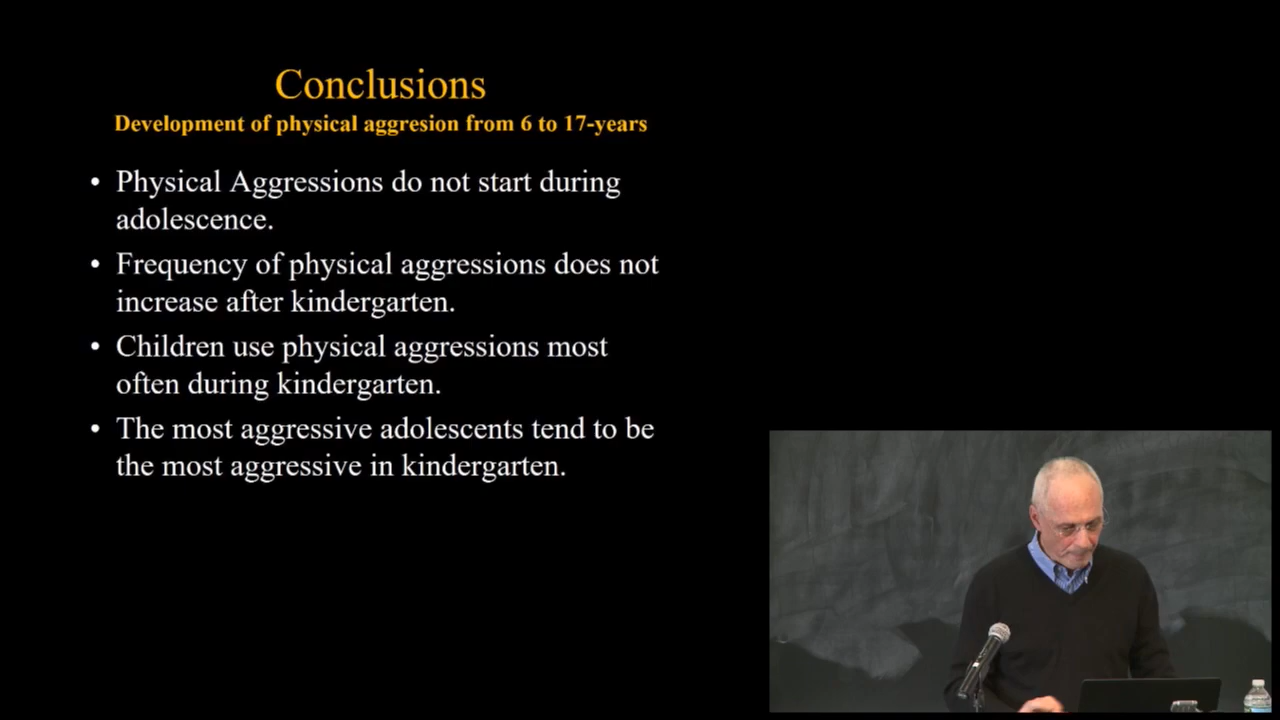 Conclusions
Development of physical aggresion from 6 to 17-years
• Physical Aggressions do not start during
adolescence.
• Frequency of physical aggressions does not
increase after kindergarten.
• Children use physical aggressions most
often during kindergarten.
• The most aggressive adolescents tend to be
the most aggressive in kindergarten.